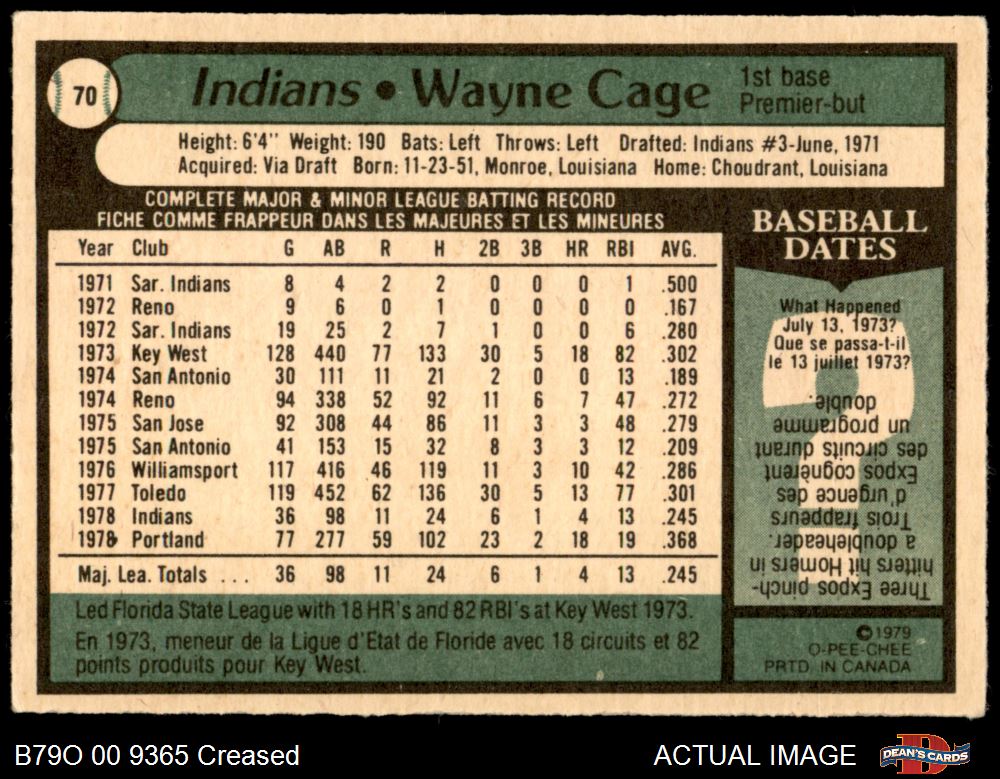 70
Indians • Wayne Cage
1st base
Premier-but
Height: 6'4" Weight: 190 Bats: Left Throws: Left Drafted: Indians #3-June, 1971
Acquired: Via Draft Born: 11-23-51, Monroe, Louisiana Home: Choudrant, Louisiana
COMPLETE MAJOR & MINOR LEAGUE BATTING RECORD
FICHE COMME FRAPPEUR DANS LES MAJEURES ET LES MINEURES
Year Club G AB R H 2B 3B HR RBI AVG.
1971 Sar. Indians 8 4 2 2 0 0 0 1 .500
1972 Reno 9 6 0 1 0 0 0 0 .167
1972 Sar. Indians 19 25 2 7 1 0 0 6 .280
1973 Key West 128 440 77 133 30 5 18 82 .302
1974 San Antonio 30 111 11 21 2 0 0 13 .189
1974 Reno 94 338 52 92 11 6 7 47 .272
1975 San Jose 92 308 44 86 11 3 3 48 .279
1975 San Antonio 41 153 15 32 8 3 3 12 .209
1976 Williamsport 117 416 46 119 11 3 10 42 .286
1977 Toledo 119 452 62 136 30 5 13 77 .301
1978 Indians 36 98 11 24 6 1 4 13 .245
1978 Portland 77 277 59 102 23 2 18 19 .368
Maj. Lea. Totals ... 36 98 11 24 6 1 4 13 .245
Led Florida State League with 18 HR's and 82 RBI's at Key West 1973.
En 1973, meneur de la Ligue d'Etat de Floride avec 18 circuits et 82
points produits pour Key West.
BASEBALL
DATES
What Happened
July 13, 1973?
Que se passa-t-il
le 13 juillet 1973?
Three Expos pinch-
hitters hit Homers in
a doubleheader.
Trois frappeurs
d'urgence des
Expos cognèrent
des circuits durant
un programme
double.
©1979
O-PEE-CHEE
PRTD. IN CANADA
B79O 00 9365 Creased
ACTUAL IMAGE
D
DEAN'S CARDS